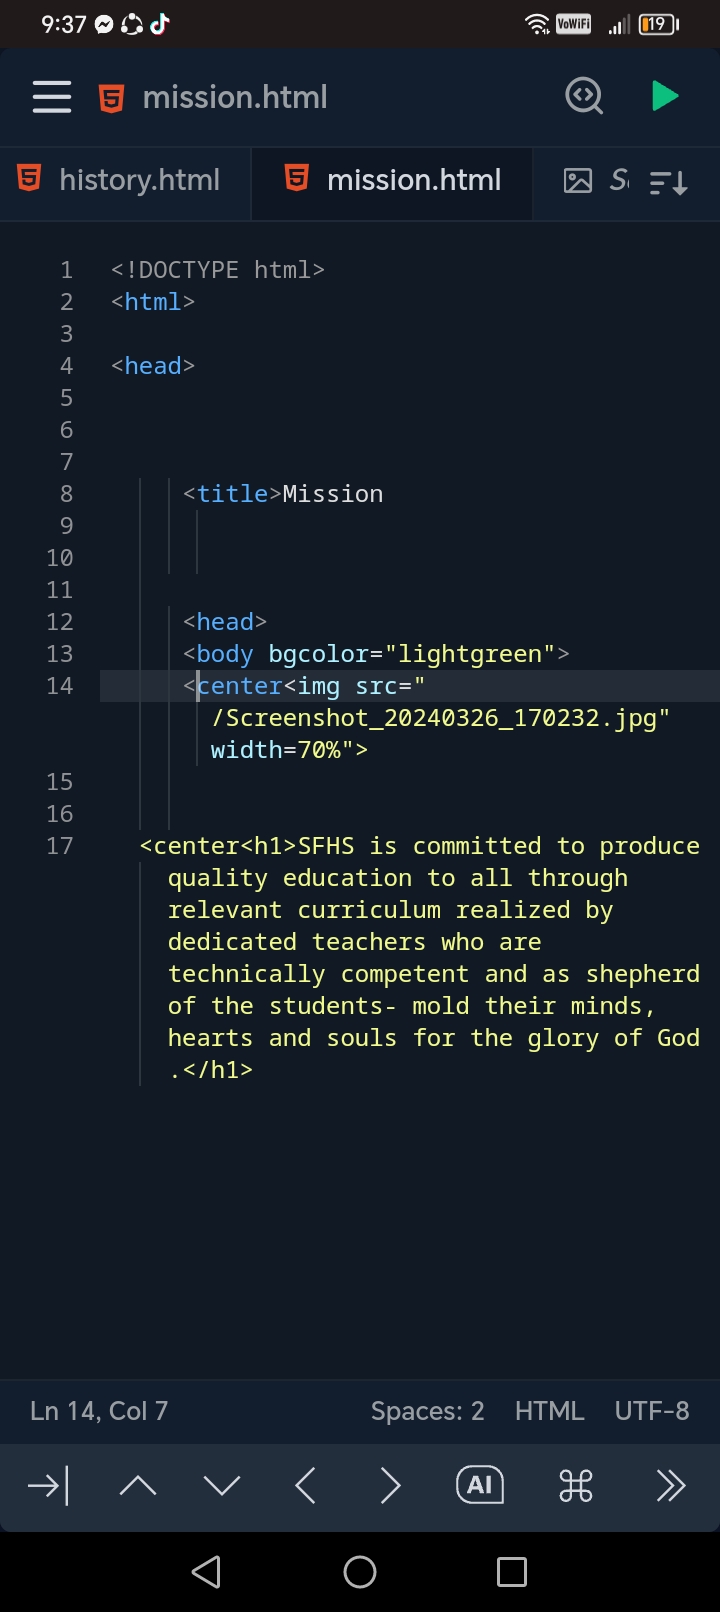 9:37 VoWiFi 19
mission.html
history.html mission.html S
1 <!DOCTYPE html>
2 <html>
3
4 <head>
5
6
7
8 <title>Mission
9
10
11
12 <head>
13 <body bgcolor="lightgreen">
14 <center<img src="
/Screenshot_20240326_170232.jpg"
width=70%">
15
16
17 <center<h1>SFHS is committed to produce
quality education to all through
relevant curriculum realized by
dedicated teachers who are
technically competent and as shepherd
of the students- mold their minds,
hearts and souls for the glory of God
.</h1>
Ln 14, Col 7 Spaces: 2 HTML UTF-8
AI